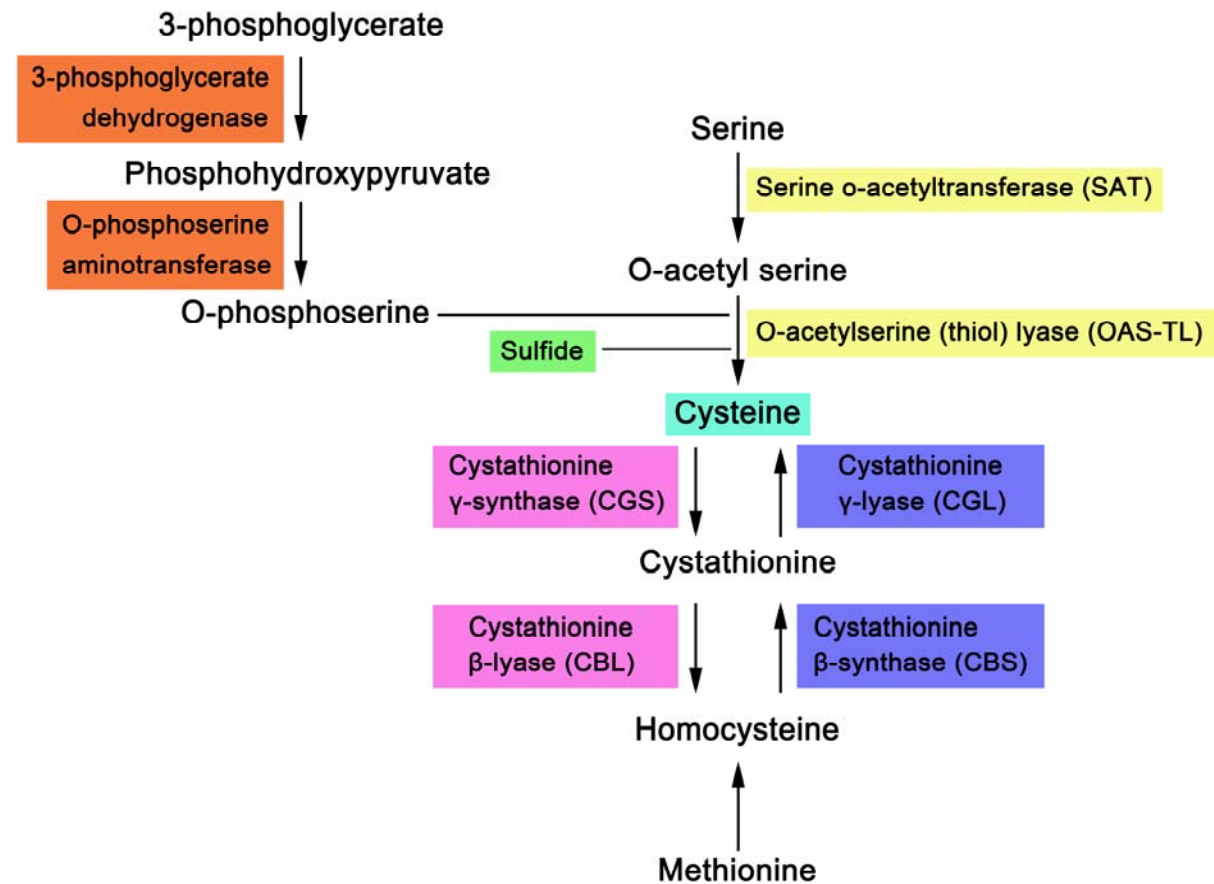 3-phosphoglycerate
3-phosphoglycerate
dehydrogenase
Phosphohydroxypyruvate
O-phosphoserine
aminotransferase
O-phosphoserine
Serine
Serine o-acetyltransferase (SAT)
O-acetyl serine
O-acetylserine (thiol) lyase (OAS-TL)
Sulfide
Cysteine
Cystathionine
γ-synthase (CGS)
Cystathionine
γ-lyase (CGL)
Cystathionine
Cystathionine
β-lyase (CBL)
Cystathionine
β-synthase (CBS)
Homocysteine
Methionine